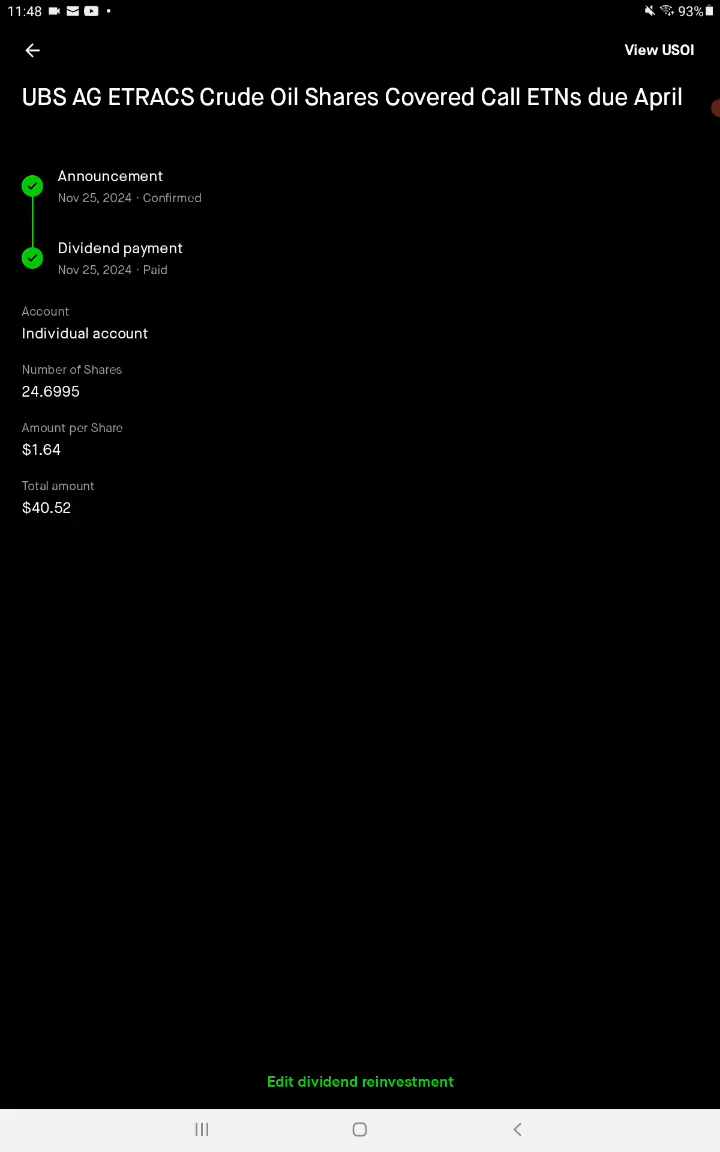 11:48 93%
View USOI
UBS AG ETRACS Crude Oil Shares Covered Call ETNs due April
Announcement
Nov 25, 2024 · Confirmed
Dividend payment
Nov 25, 2024 · Paid
Account
Individual account
Number of Shares
24.6995
Amount per Share
$1.64
Total amount
$40.52
Edit dividend reinvestment